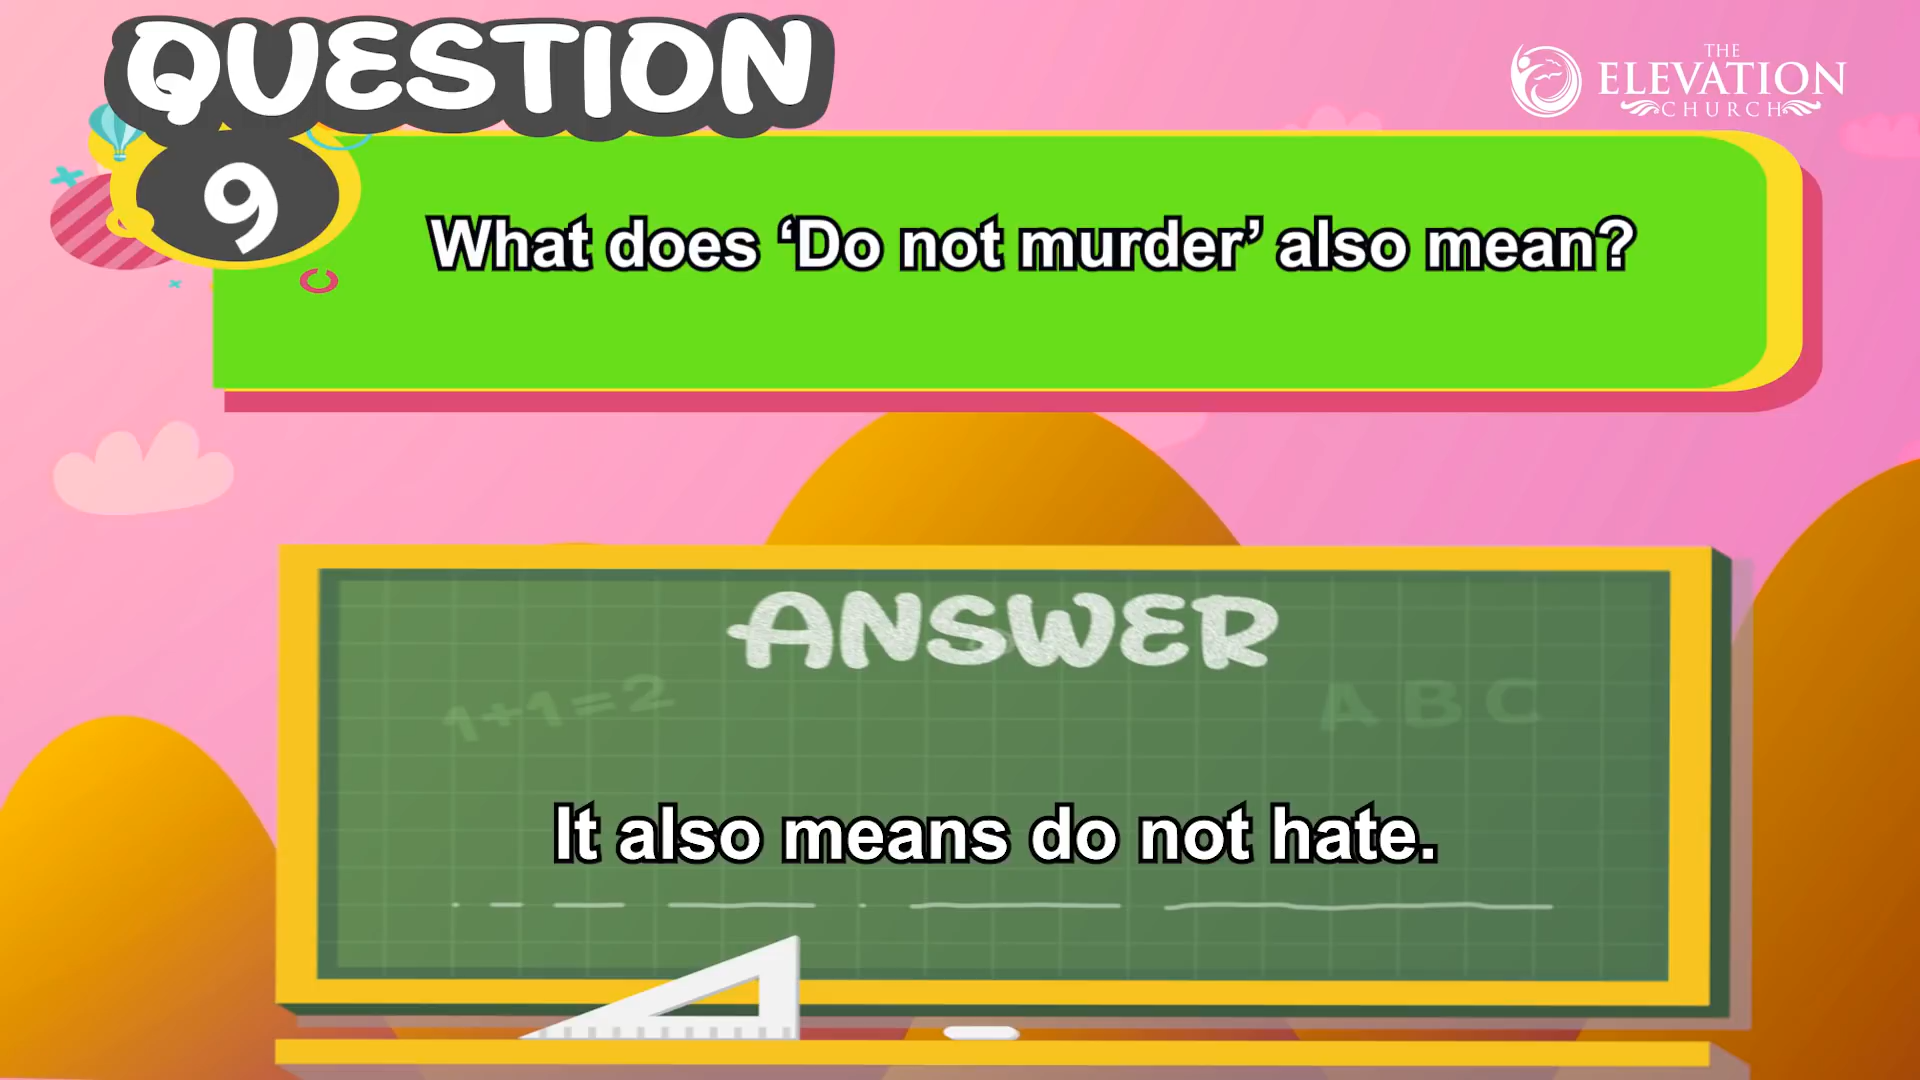 QUESTION
THE
ELEVATION
CHURCH
9
What does ‘Do not murder’ also mean?
ANSWER
1+1=2
A B C
It also means do not hate.